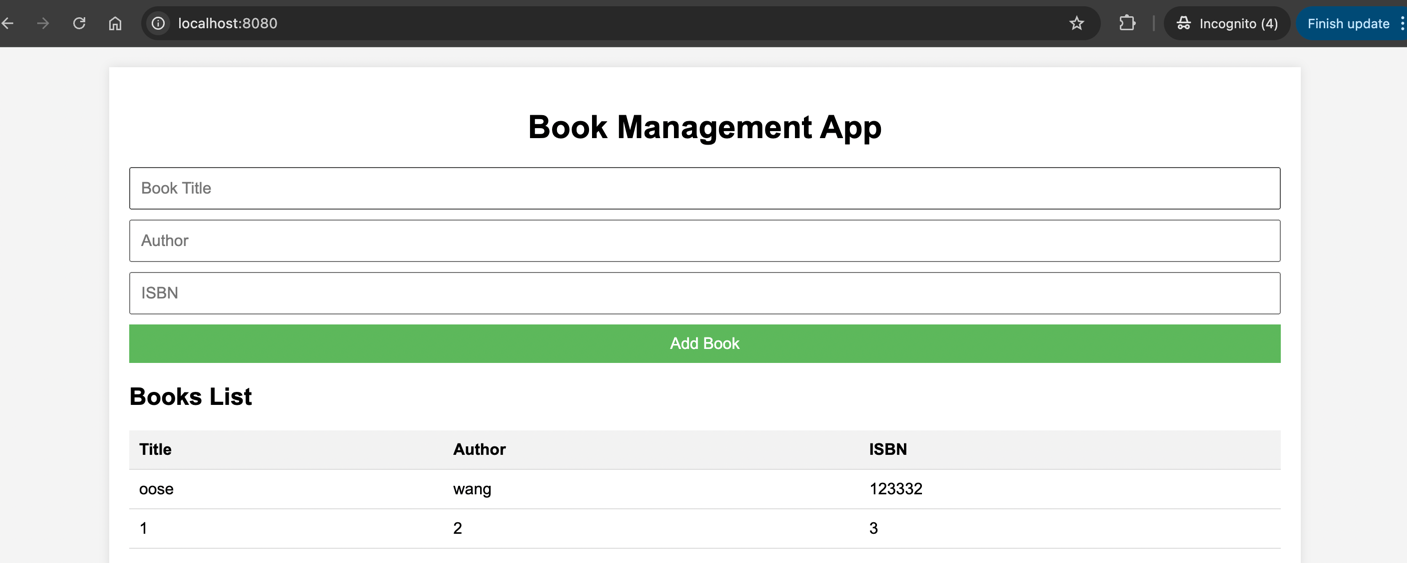 localhost:8080 Incognito (4) Finish update
Book Management App
Book Title
Author
ISBN
Add Book
Books List
Title Author ISBN
oose wang 123332
1 2 3